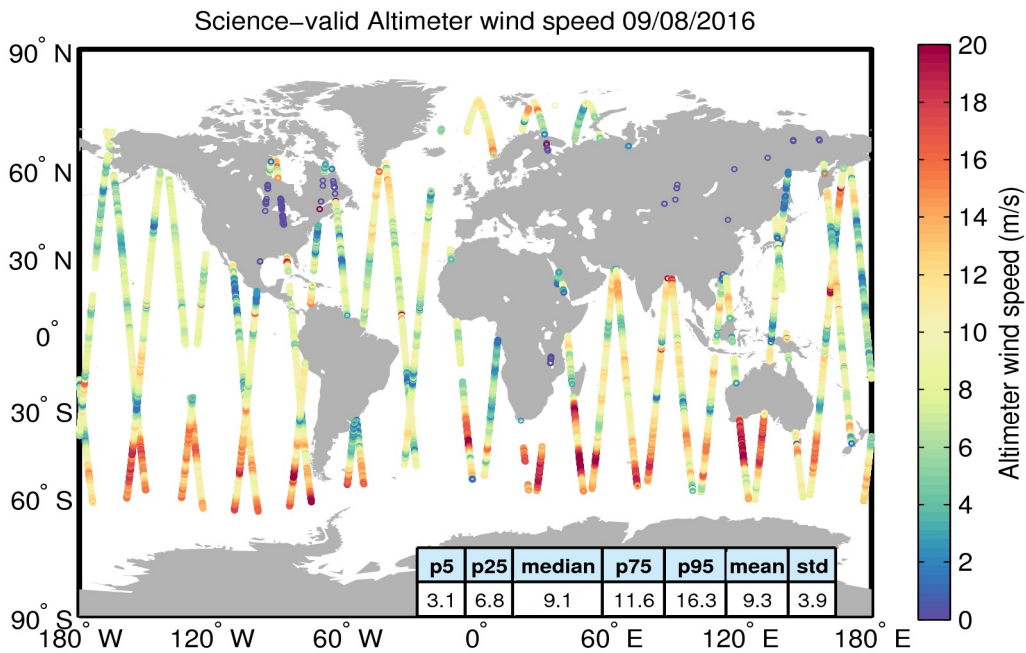 Science−valid Altimeter wind speed 09/08/2016
90° N
60° N
30° N
0°
30° S
60° S
90° S
180° W
120° W
60° W
0°
60° E
120° E
180° E
p5 p25 median p75 p95 mean std
3.1 6.8 9.1 11.6 16.3 9.3 3.9
20
18
16
14
12
10
8
6
4
2
0
Altimeter wind speed (m/s)